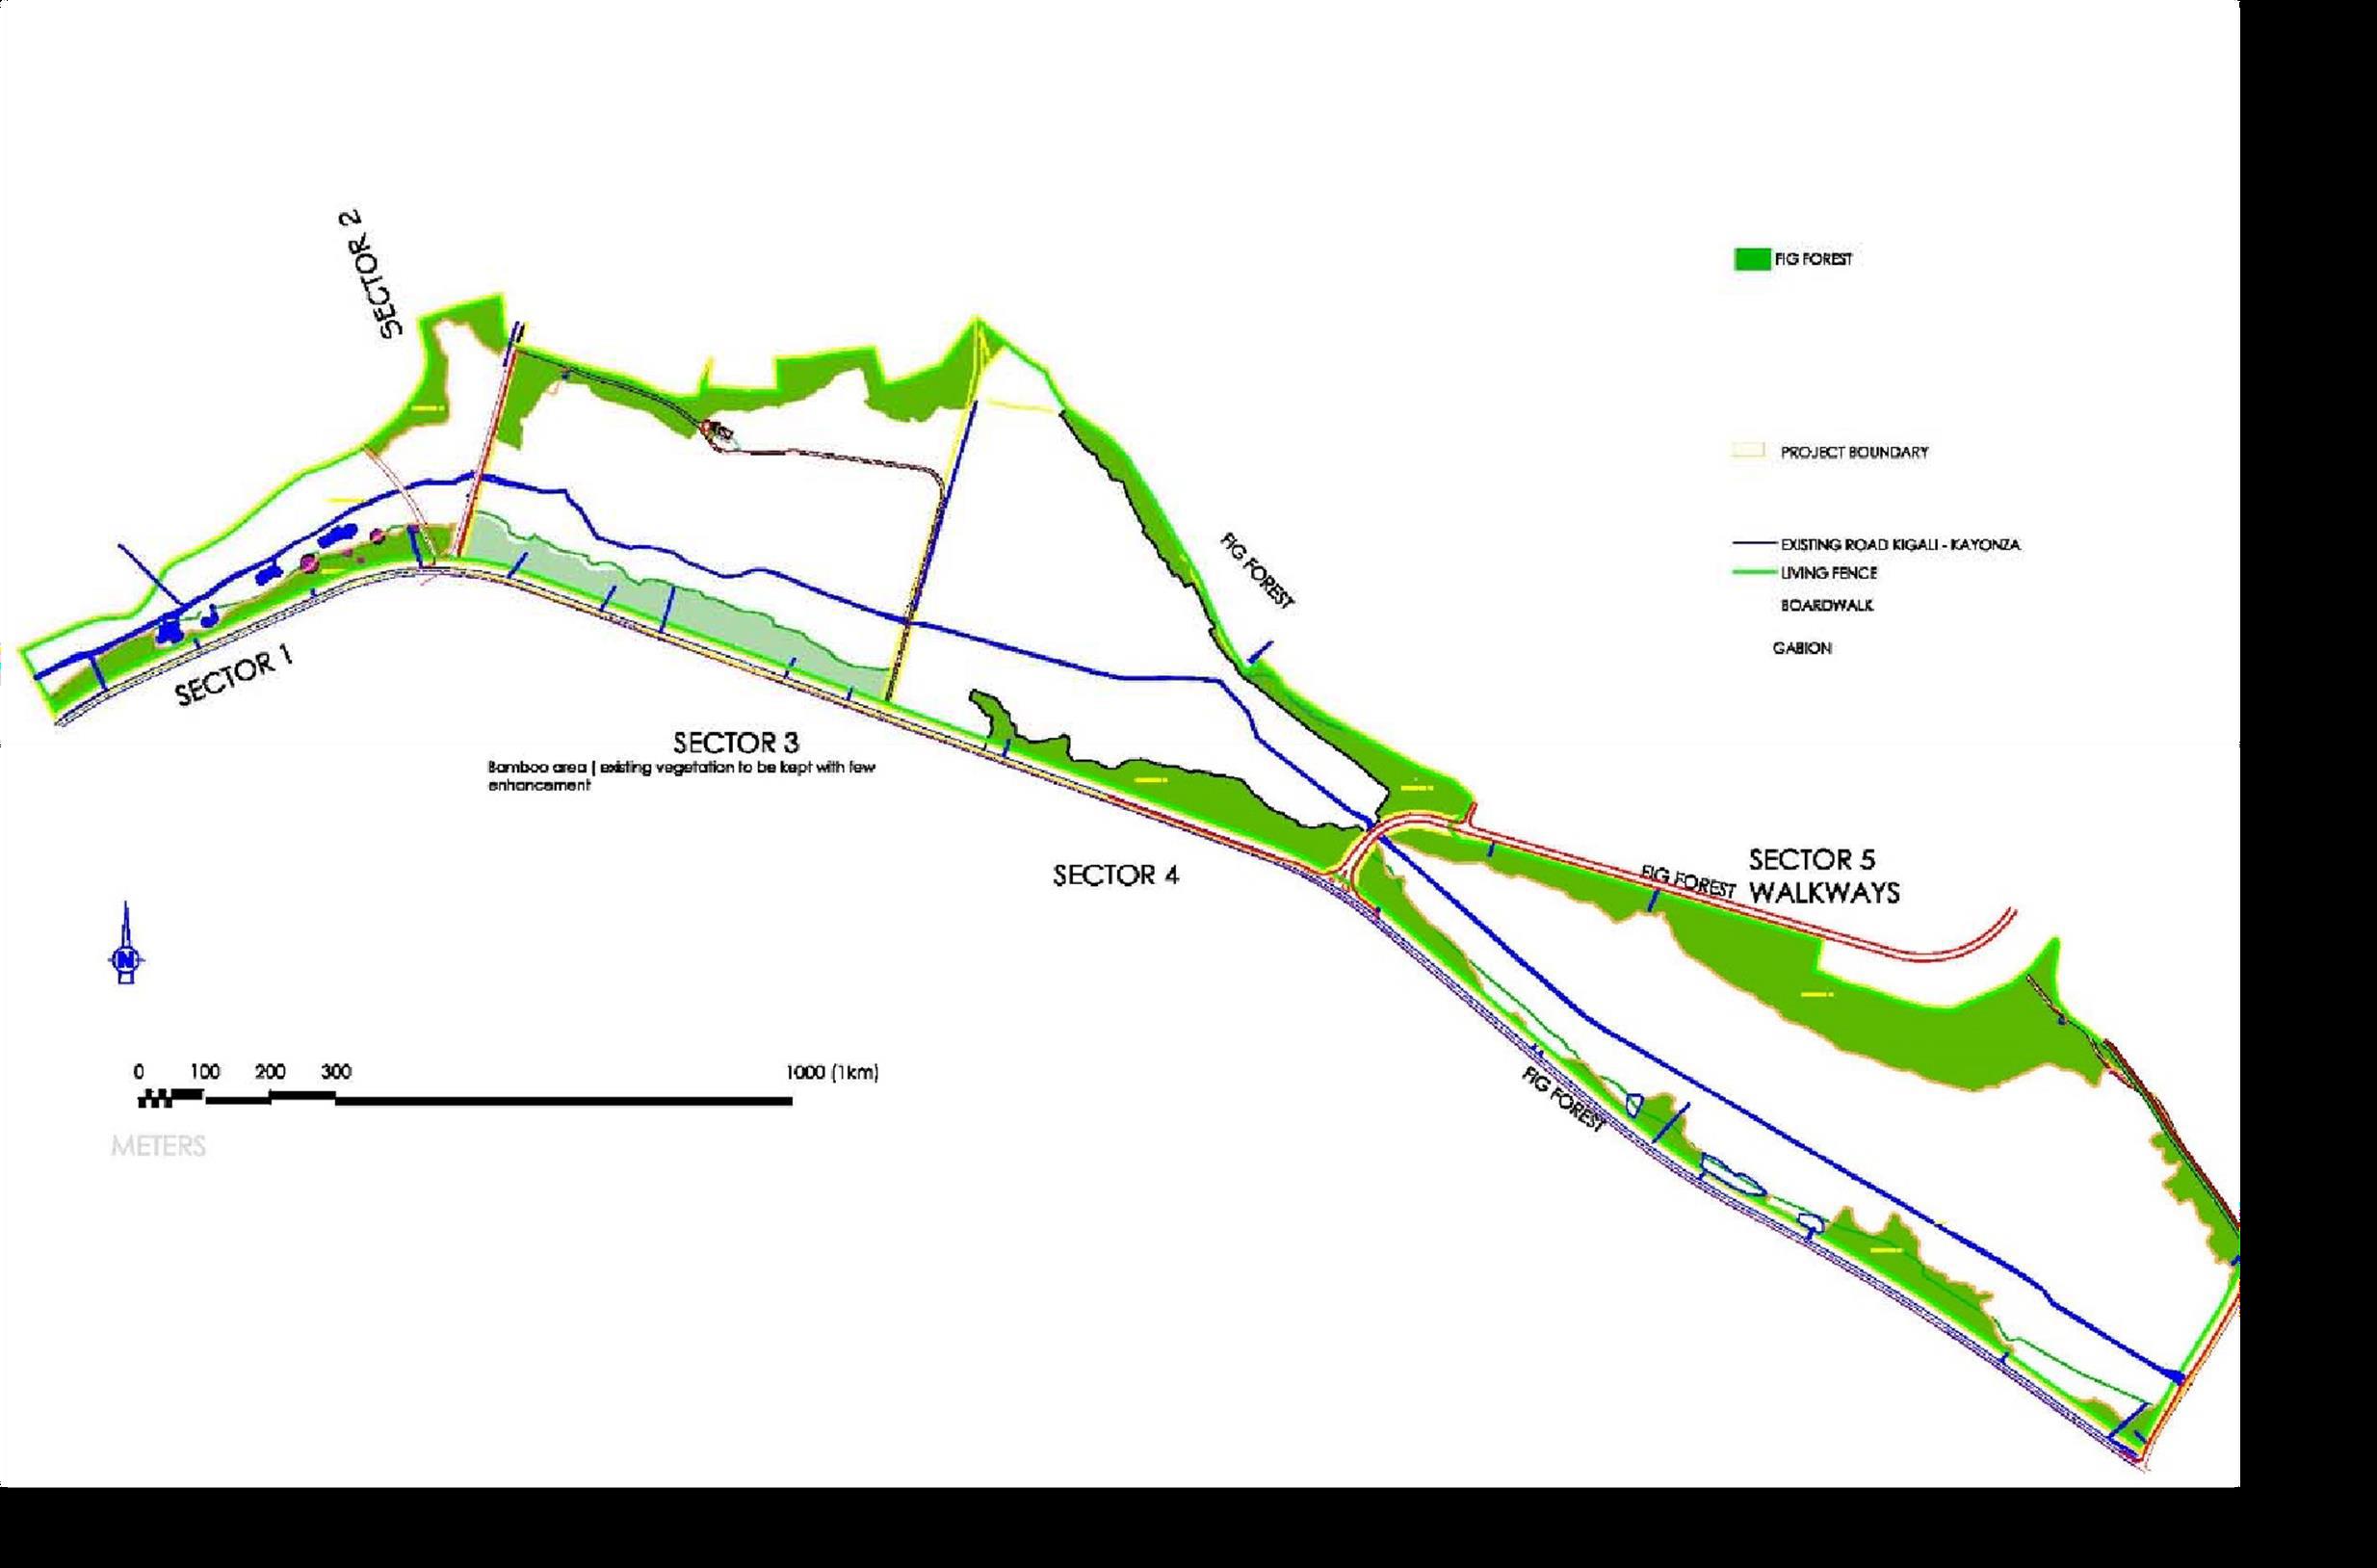 SECTOR 2
FIG FOREST
PROJECT BOUNDARY
FIG FOREST
EXISTING ROAD KIGALI - KAYONZA
LIVING FENCE
BOARDWALK
GABION
SECTOR 1
SECTOR 3
Bamboo area ( existing vegetation to be kept with few
enhancement
SECTOR 4
SECTOR 5
FIG FOREST
WALKWAYS
N
0 100 200 300 1000 (1km)
FIG FOREST
METERS